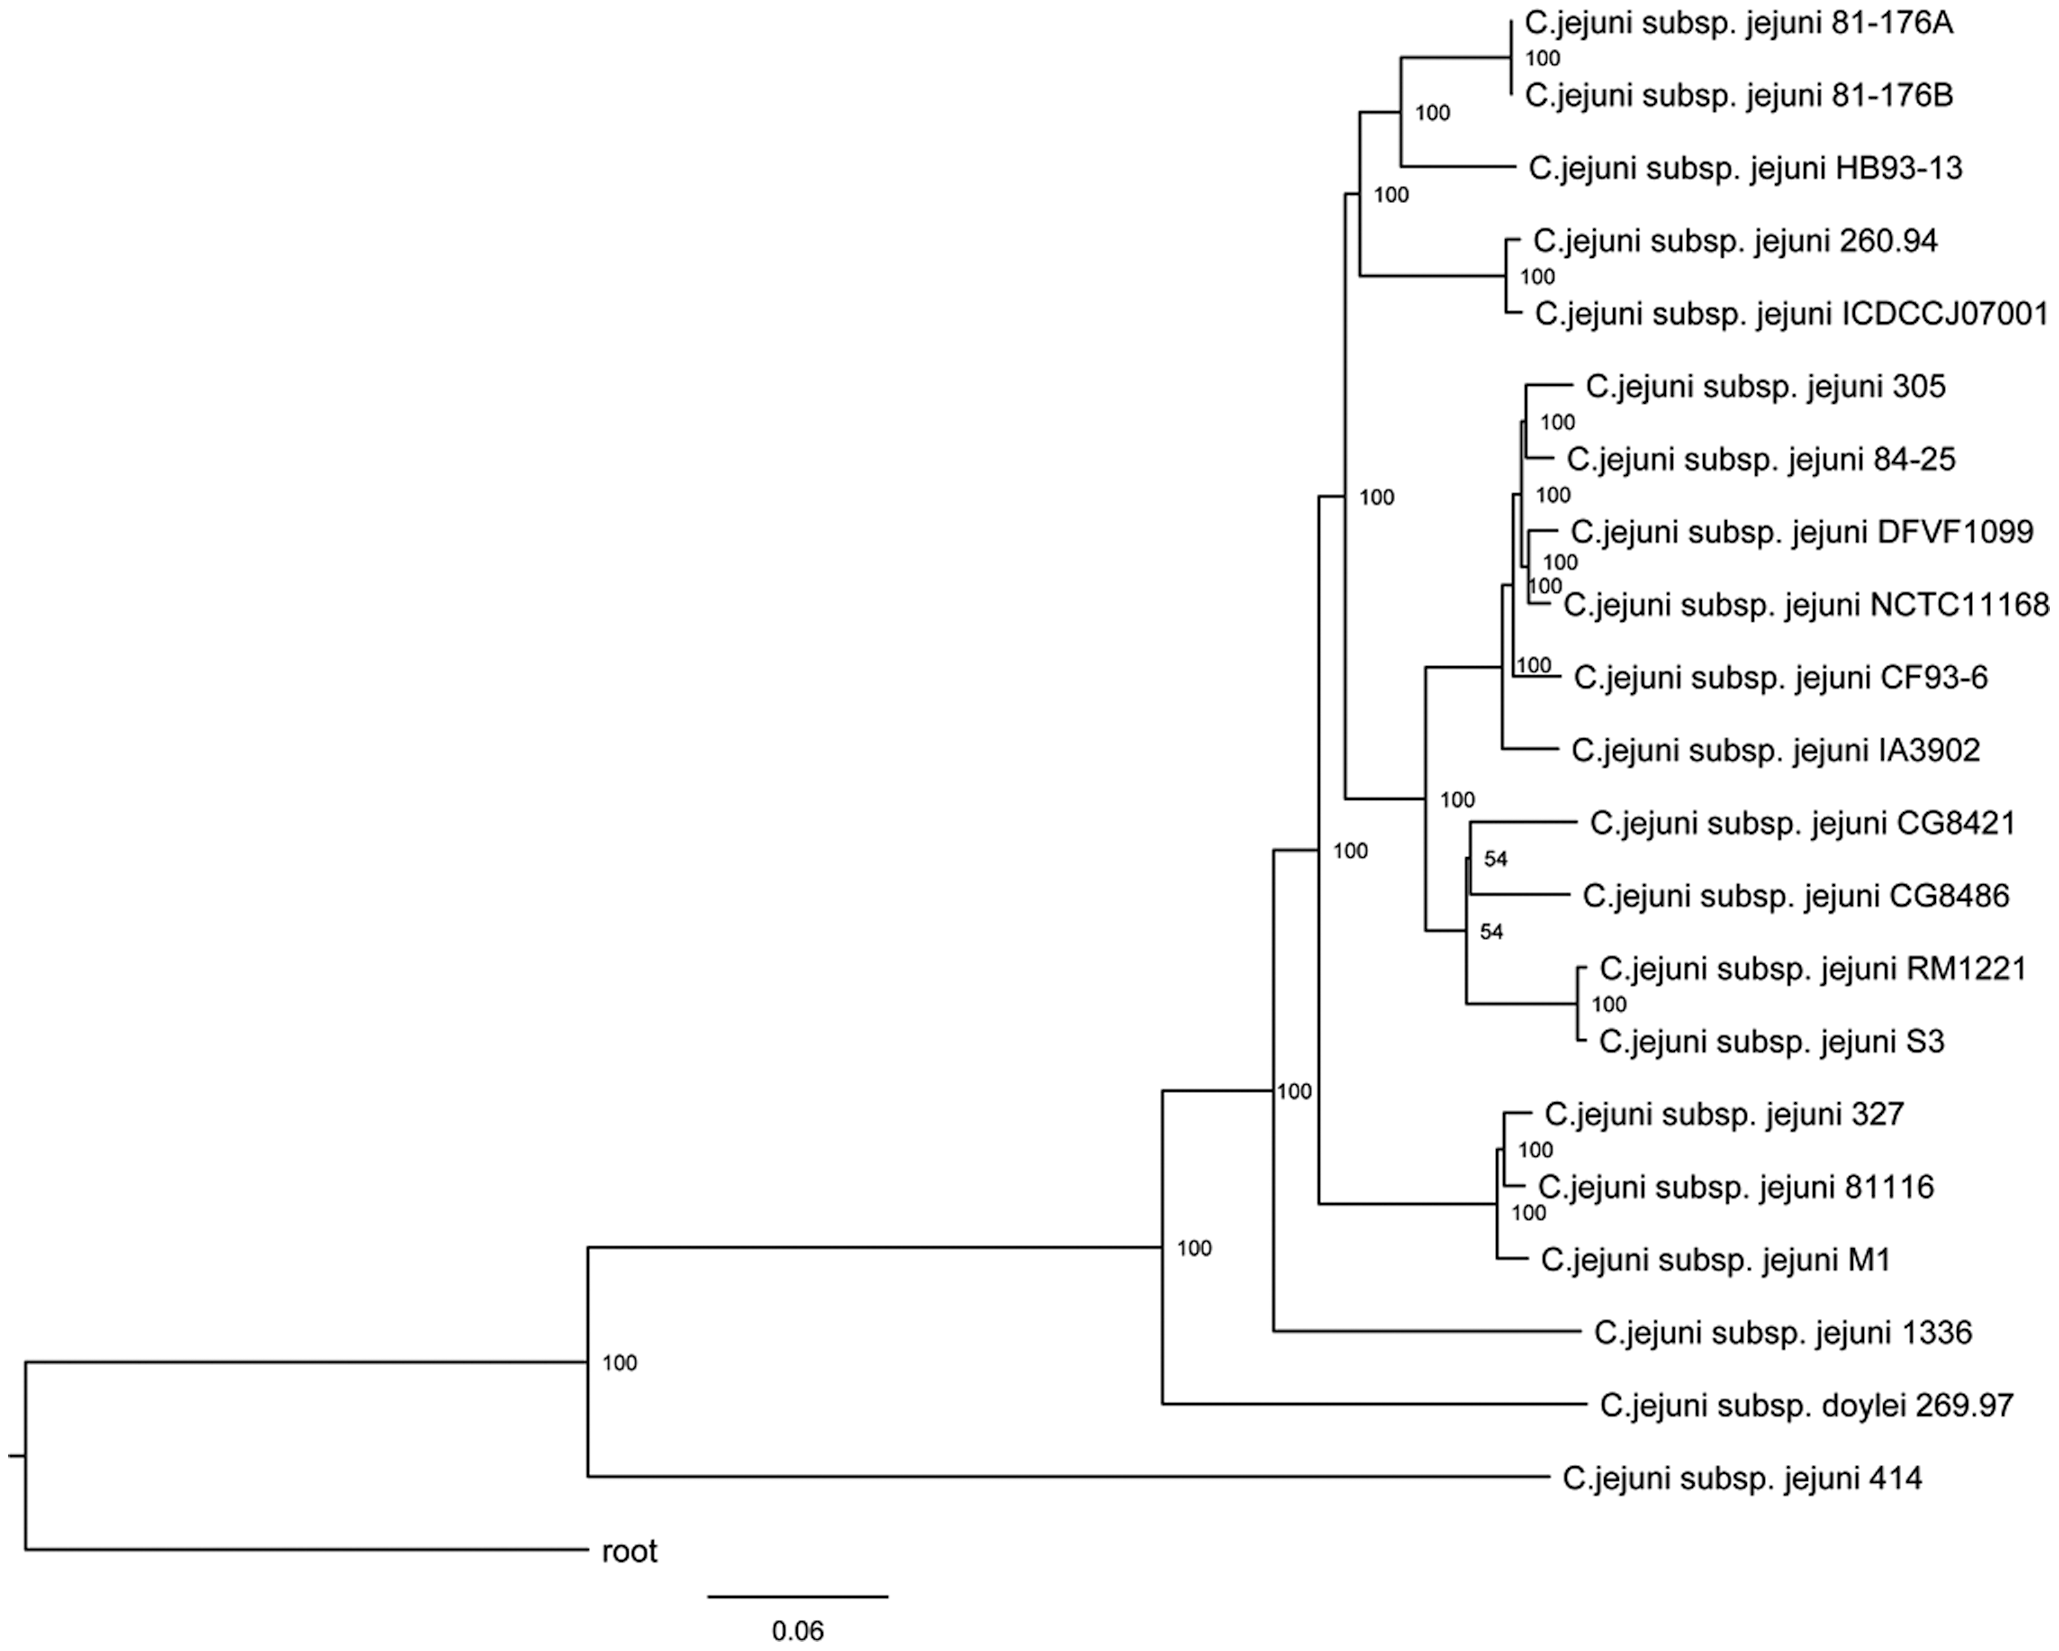 C.jejuni subsp. jejuni 81-176A
100
C.jejuni subsp. jejuni 81-176B
100
C.jejuni subsp. jejuni HB93-13
100
C.jejuni subsp. jejuni 260.94
100
C.jejuni subsp. jejuni ICDCCJ07001
C.jejuni subsp. jejuni 305
100
C.jejuni subsp. jejuni 84-25
100
100
C.jejuni subsp. jejuni DFVF1099
100
100
C.jejuni subsp. jejuni NCTC11168
100
C.jejuni subsp. jejuni CF93-6
C.jejuni subsp. jejuni IA3902
100
C.jejuni subsp. jejuni CG8421
100
54
C.jejuni subsp. jejuni CG8486
54
C.jejuni subsp. jejuni RM1221
100
C.jejuni subsp. jejuni S3
100
C.jejuni subsp. jejuni 327
100
C.jejuni subsp. jejuni 81116
100
100
C.jejuni subsp. jejuni M1
C.jejuni subsp. jejuni 1336
100
C.jejuni subsp. doylei 269.97
C.jejuni subsp. jejuni 414
root
0.06